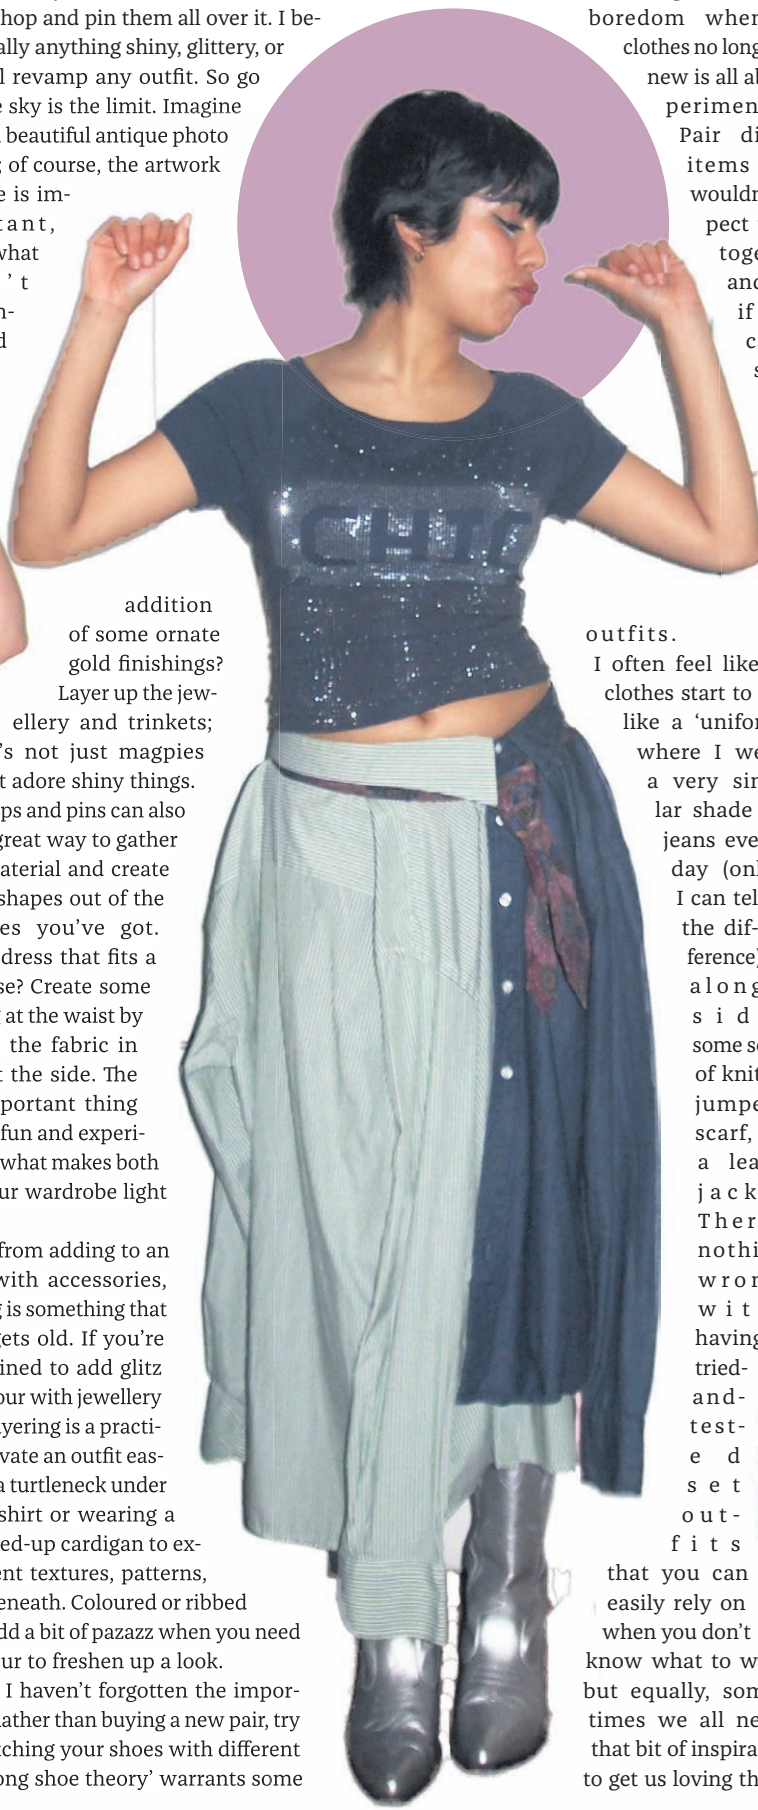 hop and pin them all over it. I be-
ally anything shiny, glittery, or
l revamp any outfit. So go
e sky is the limit. Imagine
beautiful antique photo
; of course, the artwork
e is im-
tant,
what
't
n-
d
addition
of some ornate
gold finishings?
Layer up the jew-
ellery and trinkets;
's not just magpies
t adore shiny things.
ps and pins can also
great way to gather
aterial and create
shapes out of the
es you've got.
dress that fits a
se? Create some
g at the waist by
the fabric in
t the side. The
portant thing
fun and experi-
what makes both
ur wardrobe light
from adding to an
with accessories,
g is something that
gets old. If you're
ined to add glitz
our with jewellery
yering is a practi-
vate an outfit eas-
a turtleneck under
shirt or wearing a
ed-up cardigan to ex-
ent textures, patterns,
eneath. Coloured or ribbed
dd a bit of pazazz when you need
ur to freshen up a look.
I haven't forgotten the impor-
Rather than buying a new pair, try
tching your shoes with different
ong shoe theory' warrants some
CHIC
boredom when
clothes no long
new is all a
perimen
Pair di
items
wouldn
pect
toge
and
if
c
s
outfits.
I often feel like
clothes start to
like a 'unifor
where I we
a very sim
lar shade
jeans eve
day (onl
I can tel
the dif-
ference)
along
sid
some so
of knit
jumpe
scarf,
a lea
jack
Ther
nothi
wron
wit
having
tried-
and-
test-
ed
set
out-
fits
that you can
easily rely on
when you don't
know what to w
but equally, som
times we all ne
that bit of inspira
to get us loving th